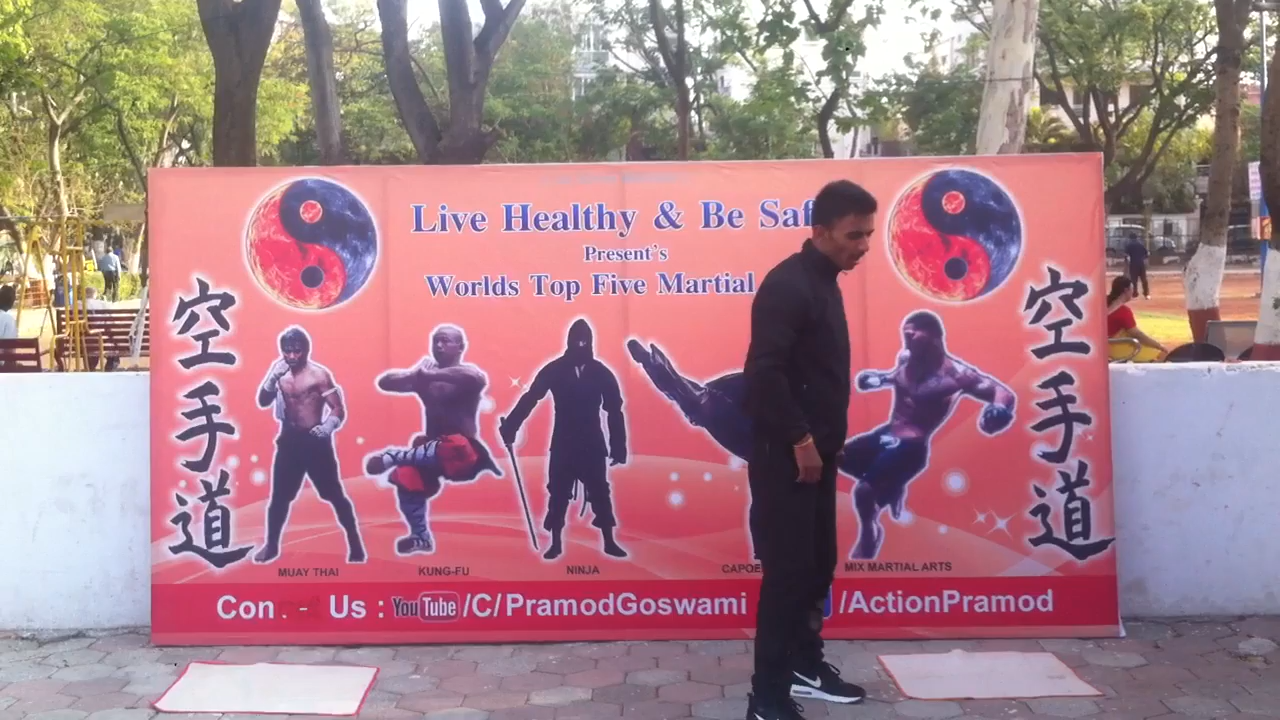 Live Healthy & Be Saf
Present's
Worlds Top Five Martial
空手道
空手道
MUAY THAI
KUNG-FU
NINJA
CAPOE
MIX MARTIAL ARTS
Con Us : YouTube /C/PramodGoswami /ActionPramod